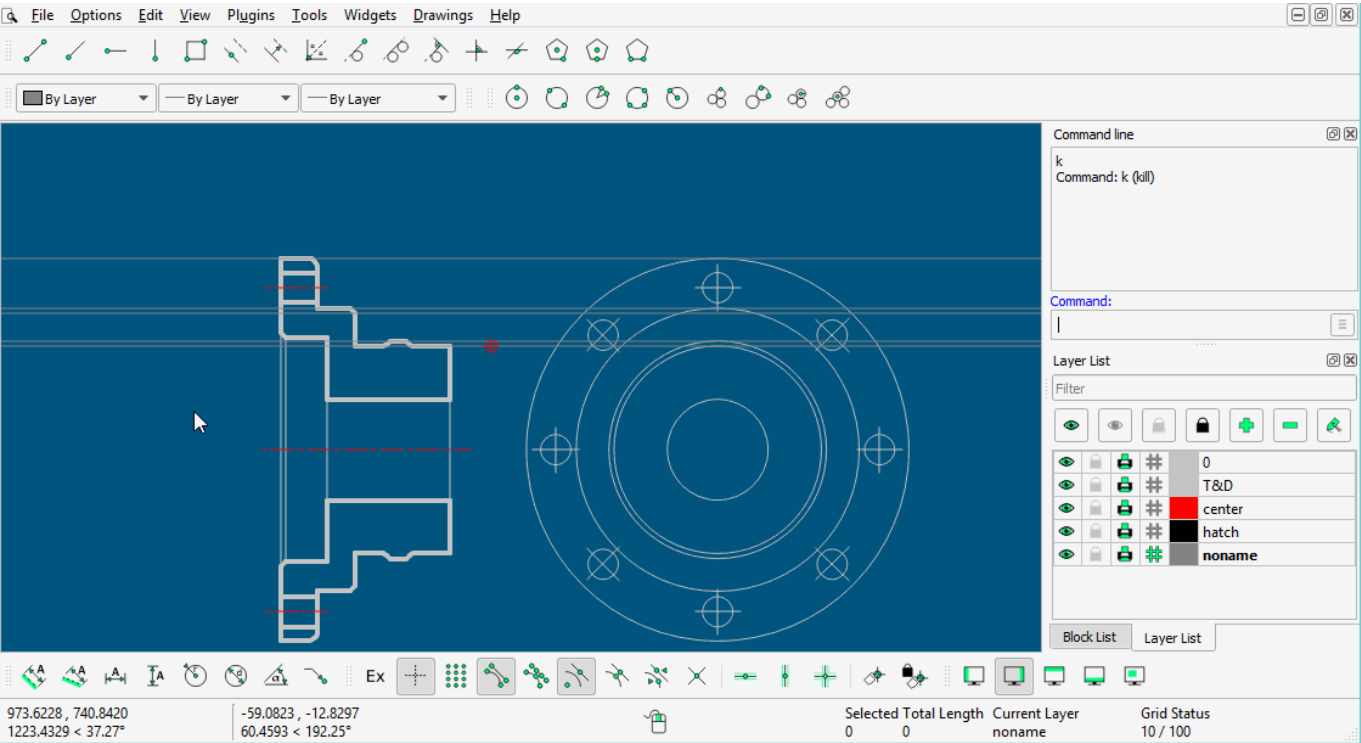 File Options Edit View Plugins Tools Widgets Drawings Help
By Layer By Layer By Layer
Command line
k
Command: k (kill)
Command:
Layer List
Filter
0
T&D
center
hatch
noname
Block List Layer List
Ex
973.6228 , 740.8420 -59.0823 , -12.8297 Selected Total Length Current Layer Grid Status
1223.4329 < 37.27° 60.4593 < 192.25° 0 0 noname 10 / 100